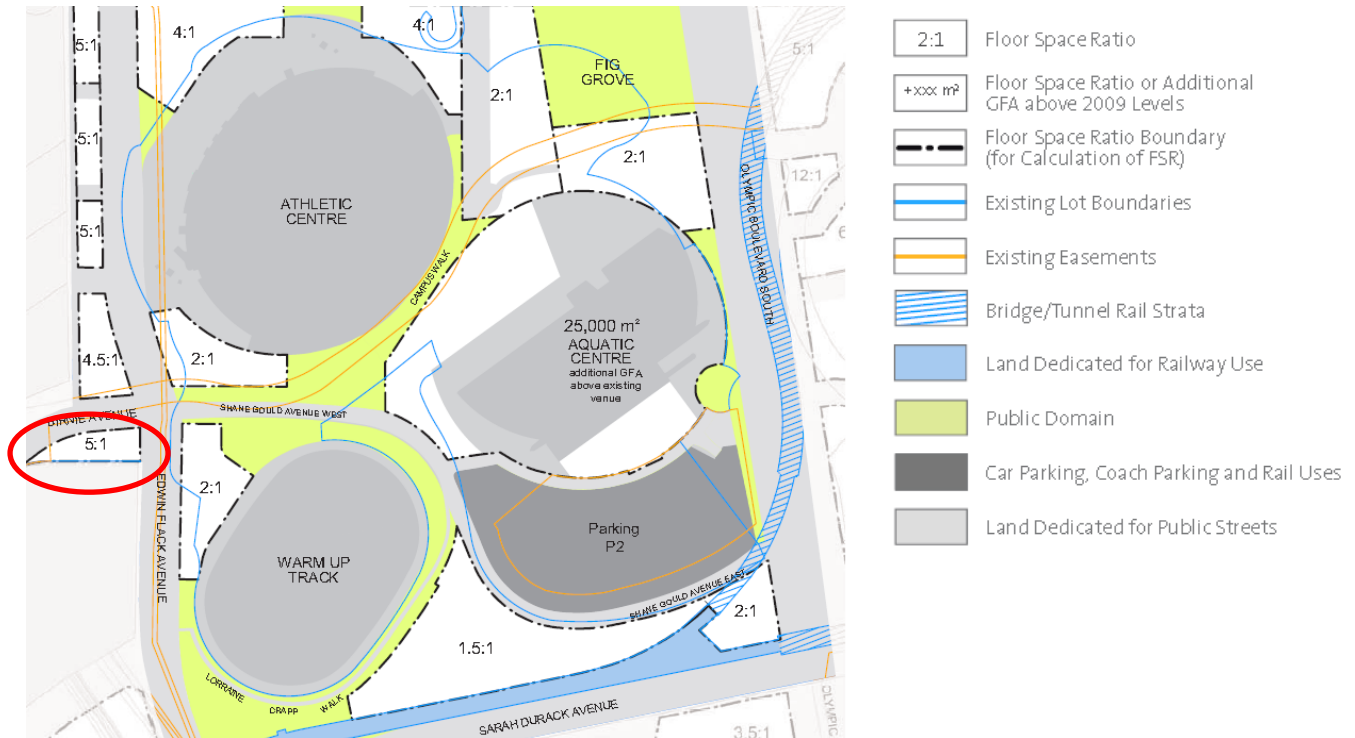 4:1
4:1
5:1
5:1
FIG
GROVE
2:1
5:1
2:1
12:1
ATHLETIC
CENTRE
5:1
OLYMPIC BOULEVARD SOUTH
CAMPUS WALK
25,000 m²
AQUATIC
CENTRE
additional GFA
above existing
venue
4.5:1
2:1
BIRNIE AVENUE
SHANE GOULD AVENUE WEST
5:1
2:1
EDWIN FLACK AVENUE
Parking
P2
WARM UP
TRACK
SHANE GOULD AVENUE EAST
2:1
1.5:1
LORRAINE
CRAPP
WALK
SARAH DURACK AVENUE
3.5:1
OLYMPIC
2:1 Floor Space Ratio
+xxx m² Floor Space Ratio or Additional
GFA above 2009 Levels
Floor Space Ratio Boundary
(for Calculation of FSR)
Existing Lot Boundaries
Existing Easements
Bridge/Tunnel Rail Strata
Land Dedicated for Railway Use
Public Domain
Car Parking, Coach Parking and Rail Uses
Land Dedicated for Public Streets